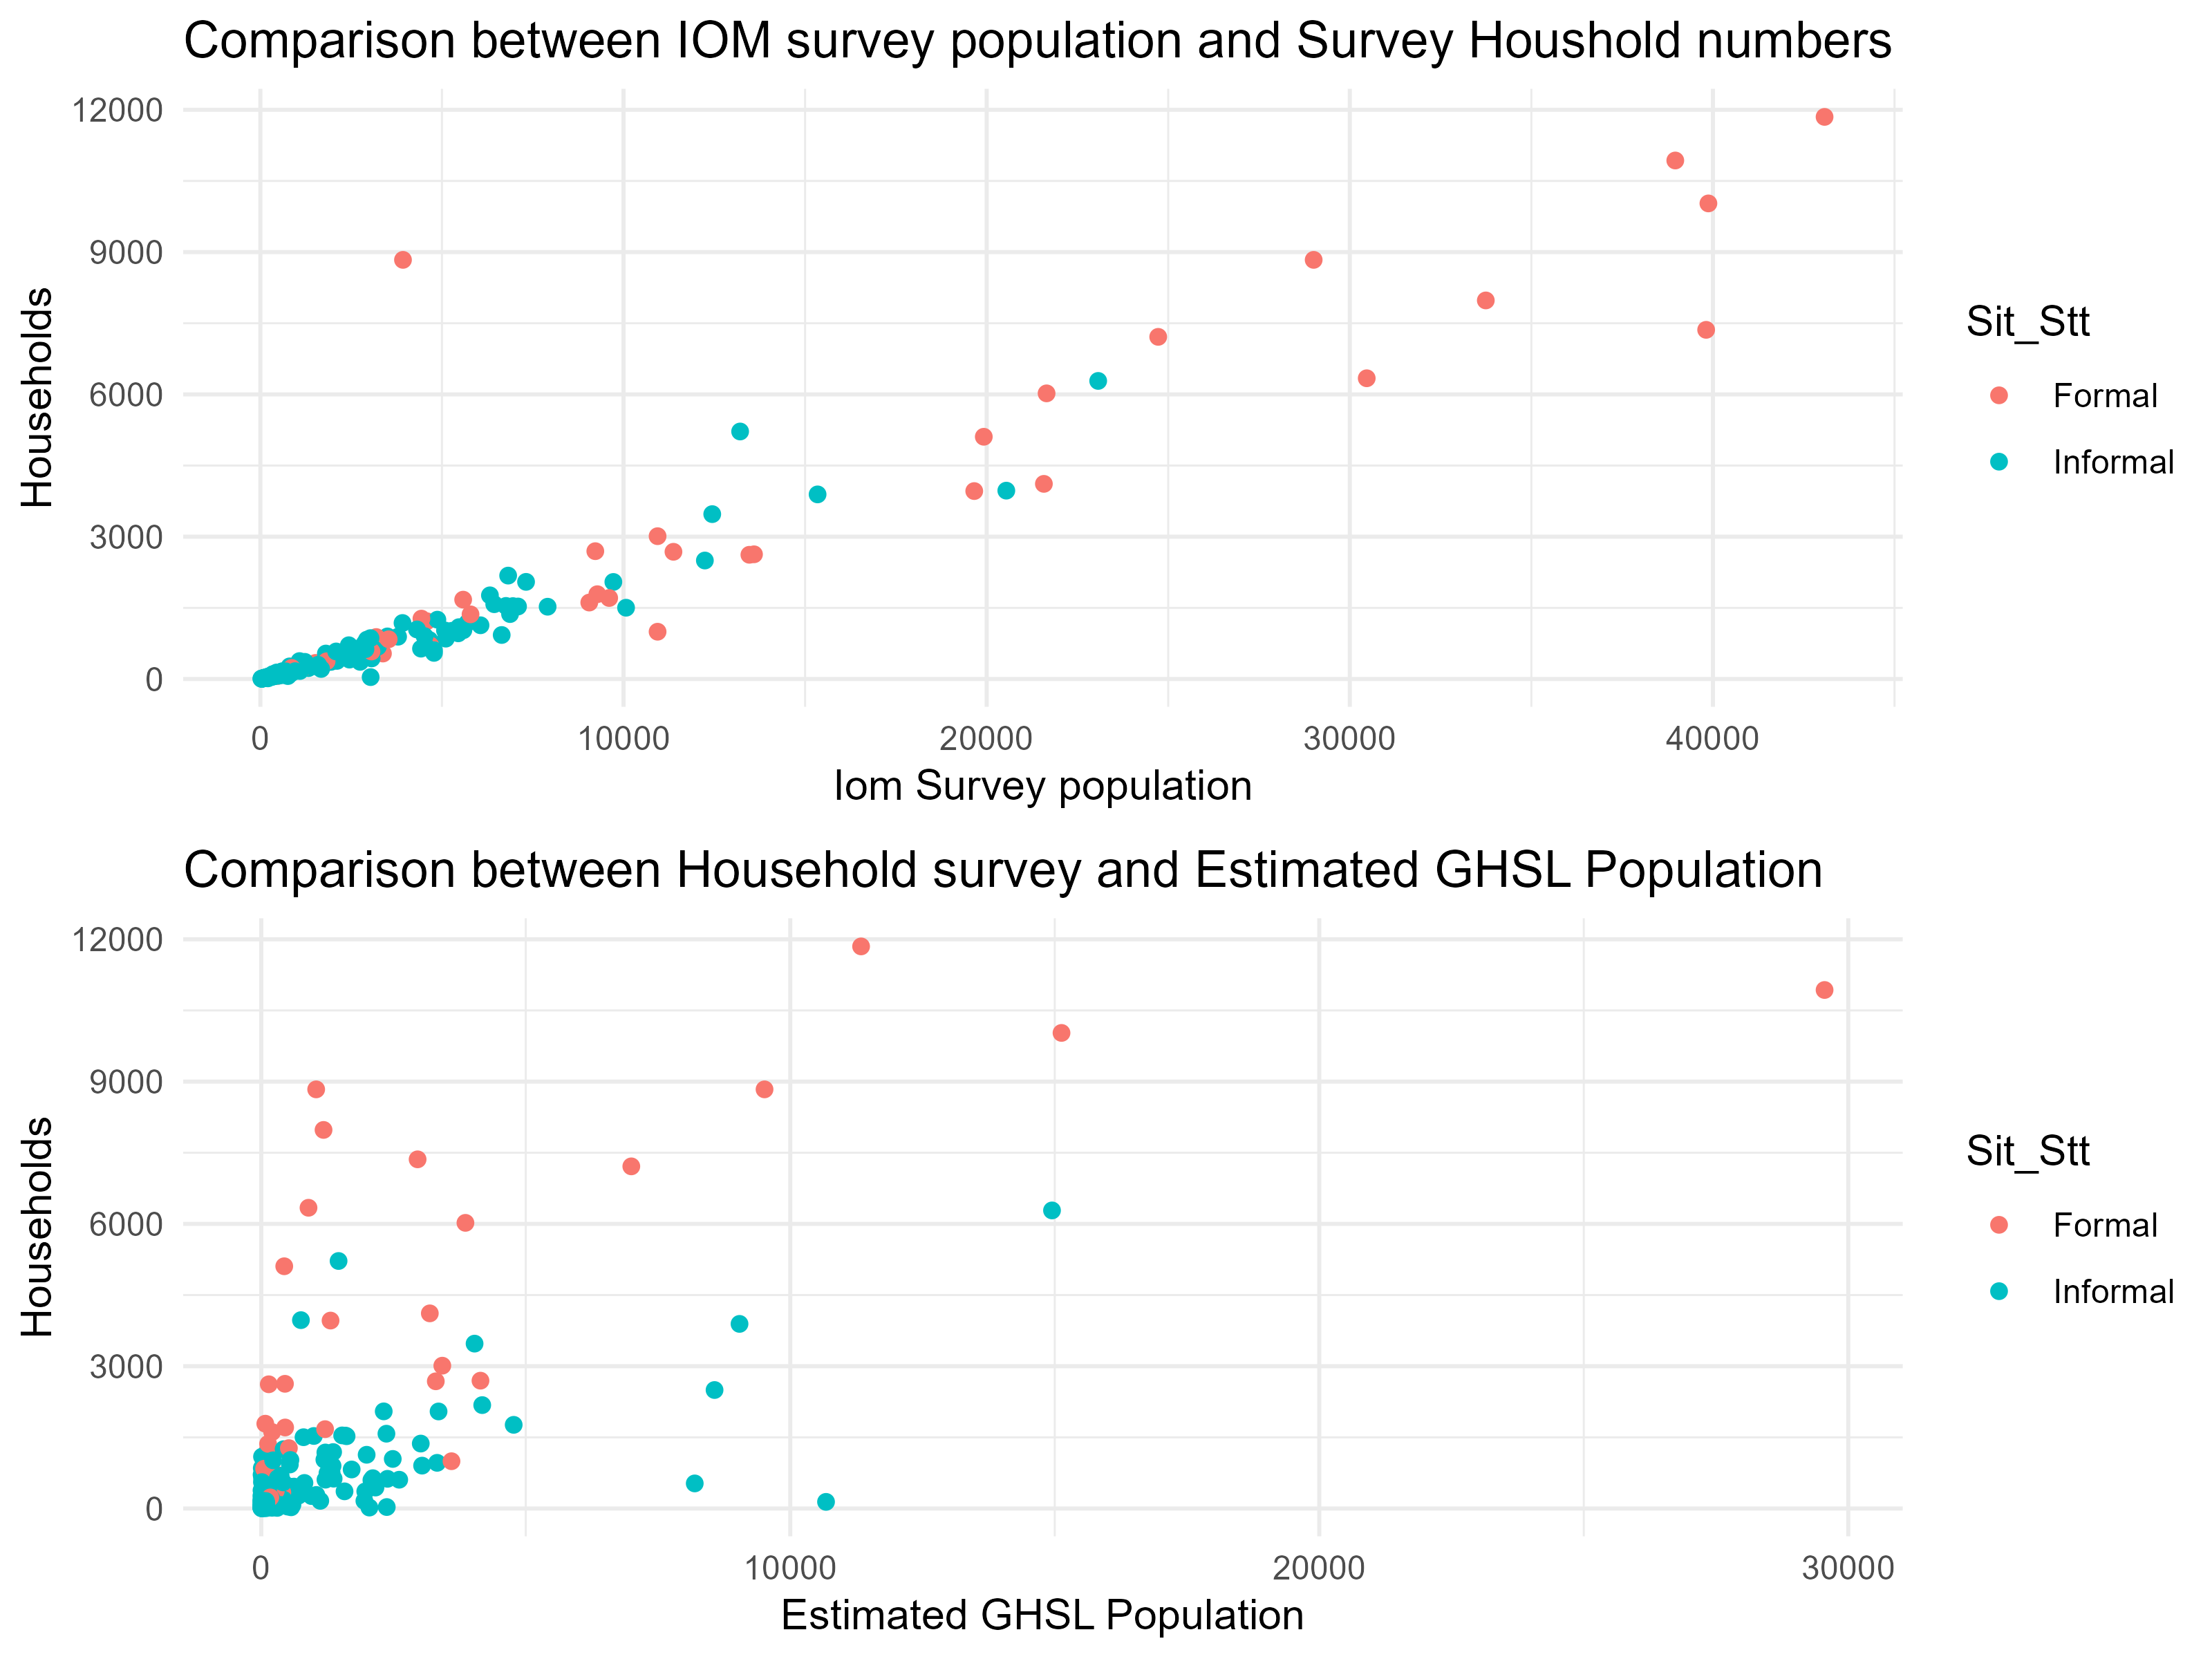 Comparison between IOM survey population and Survey Houshold numbers
12000
9000
6000
3000
0
Households
0 10000 20000 30000 40000
Iom Survey population
Sit_Stt
Formal
Informal
Comparison between Household survey and Estimated GHSL Population
12000
9000
6000
3000
0
Households
0 10000 20000 30000
Estimated GHSL Population
Sit_Stt
Formal
Informal